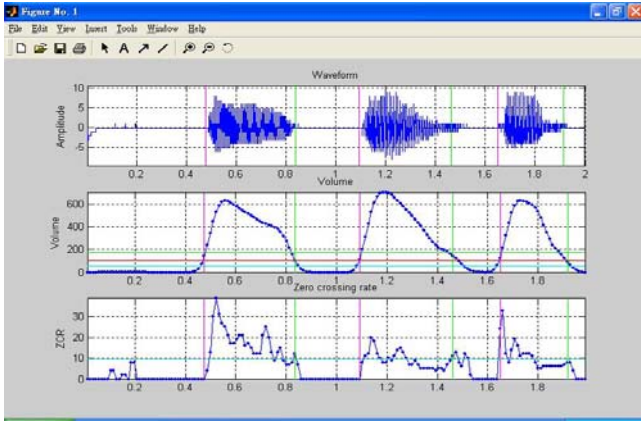 Figure No. 1
File Edit View Insert Tools Window Help
Waveform
Amplitude
10
5
0
-5
0.2 0.4 0.6 0.8 1 1.2 1.4 1.6 1.8 2
Volume
Volume
600
400
200
0
0.2 0.4 0.6 0.8 1 1.2 1.4 1.6 1.8
Zero crossing rate
ZCR
30
20
10
0
0.2 0.4 0.6 0.8 1 1.2 1.4 1.6 1.8